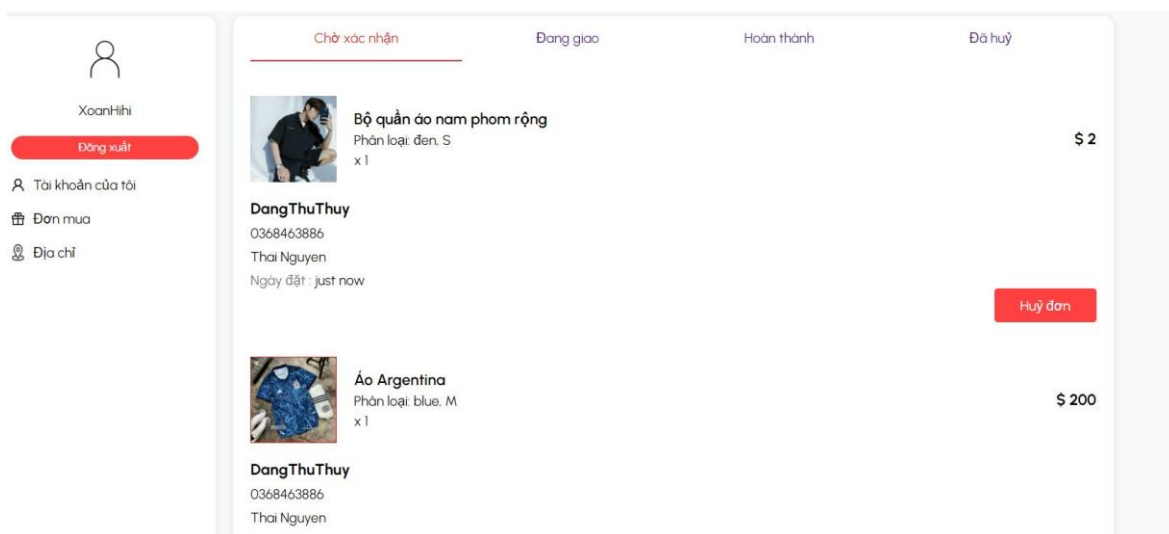 XoanHihi
Đăng xuất
Tài khoản của tôi
Đơn mua
Địa chỉ
Chờ xác nhận
Đang giao
Hoàn thành
Đã huỷ
Bộ quần áo nam phom rộng
Phân loại: đen, S
x 1
$ 2
DangThuThuy
0368463886
Thai Nguyen
Ngày đặt : just now
Huỷ đơn
Áo Argentina
Phân loại: blue, M
x 1
$ 200
DangThuThuy
0368463886
Thai Nguyen